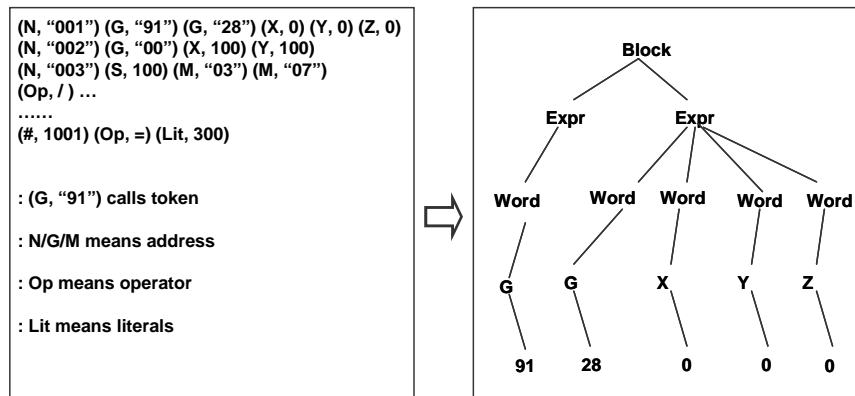 (N, “001”) (G, “91”) (G, “28”) (X, 0) (Y, 0) (Z, 0)
(N, “002”) (G, “00”) (X, 100) (Y, 100)
(N, “003”) (S, 100) (M, “03”) (M, “07”)
(Op, / ) ...
......
(#, 1001) (Op, =) (Lit, 300)
: (G, “91”) calls token
: N/G/M means address
: Op means operator
: Lit means literals
Block
Expr Expr
Word Word Word Word Word
G G X Y Z
91 28 0 0 0